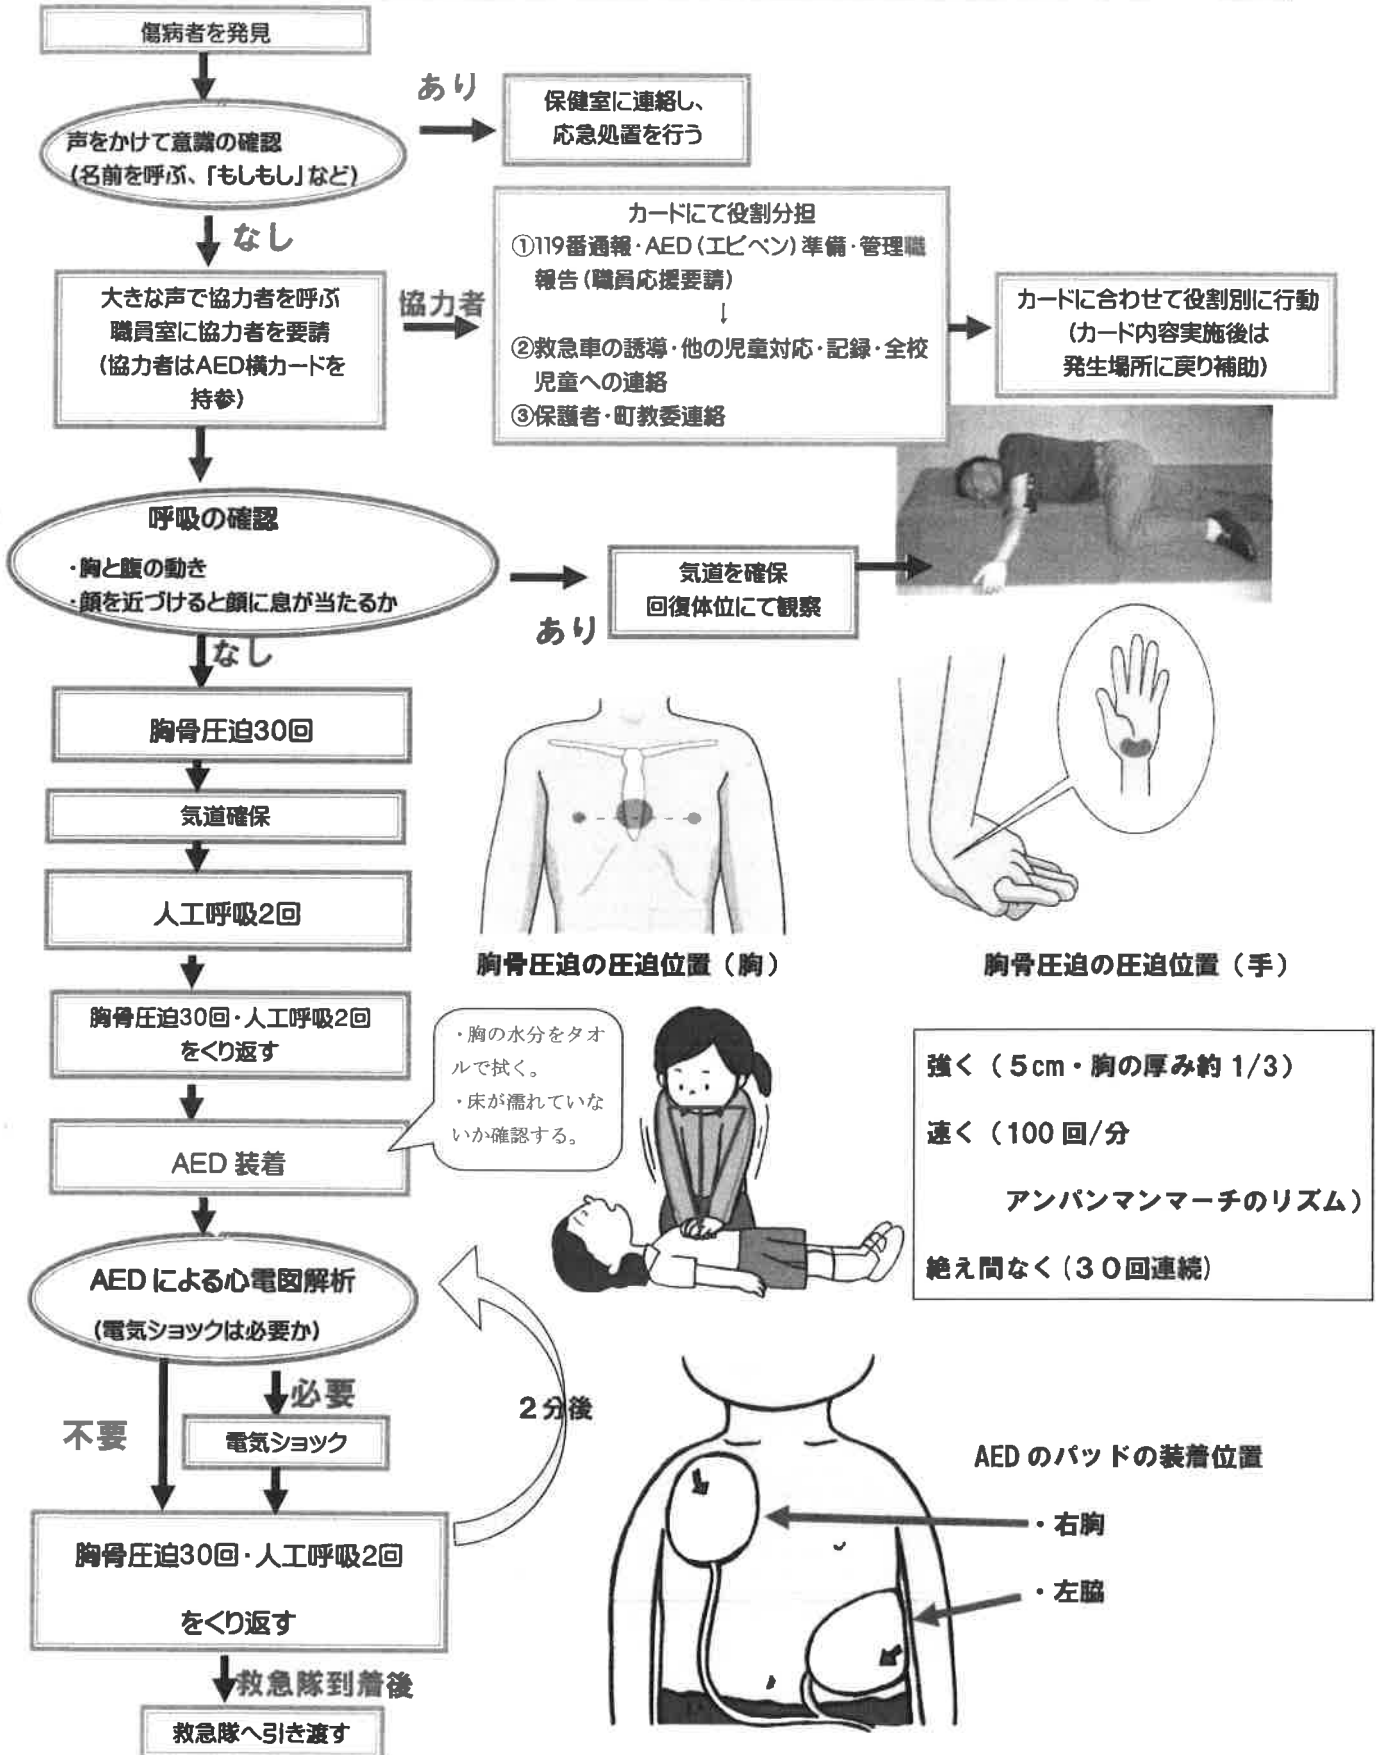 傷病者を発見
あり
保健室に連絡し、
応急処置を行う
声をかけて意識の確認
(名前を呼ぶ、「もしもし」など)
なし
カードにて役割分担
①119番通報・AED(エピペン)準備・管理職
報告(職員応援要請)
↓
②救急車の誘導・他の児童対応・記録・全校
児童への連絡
③保護者・町教委連絡
大きな声で協力者を呼ぶ
職員室に協力者を要請
(協力者はAED横カードを
持参)
協力者
カードに合わせて役割別に行動
(カード内容実施後は
発生場所に戻り補助)
呼吸の確認
・胸と腹の動き
・顔を近づけると顔に息が当たるか
あり
気道を確保
回復体位にて観察
なし
胸骨圧迫30回
気道確保
人工呼吸2回
胸骨圧迫の圧迫位置(胸)
胸骨圧迫の圧迫位置(手)
胸骨圧迫30回・人工呼吸2回
をくり返す
・胸の水分をタオ
ルで拭く。
・床が濡れていな
いか確認する。
強く(5cm・胸の厚み約1/3)
速く(100回/分
アンパンマンマーチのリズム)
絶え間なく(30回連続)
AED 装着
AEDによる心電図解析
(電気ショックは必要か)
必要
不要
電気ショック
2分後
胸骨圧迫30回・人工呼吸2回
をくり返す
AEDのパッドの装着位置
・右胸
・左脇
救急隊到着後
救急隊へ引き渡す